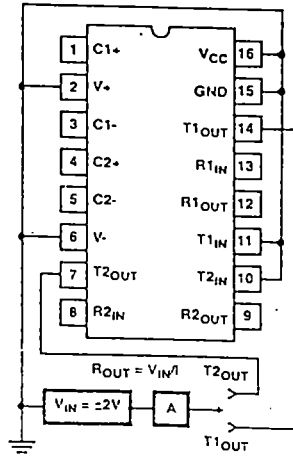 1 C1+ VCC 16
2 V+ GND 15
3 C1- T1OUT 14
4 C2+ R1IN 13
5 C2- R1OUT 12
6 V- T1IN 11
7 T2OUT T2IN 10
8 R2IN R2OUT 9
ROUT = VIN/I T2OUT
VIN = ±2V A
T1OUT